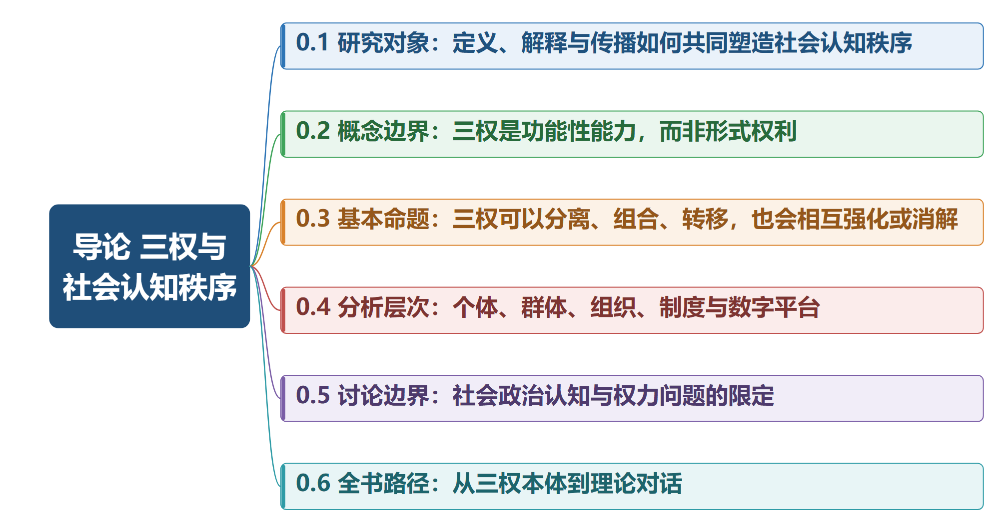 导论 三权与
社会认知秩序
0.1 研究对象：定义、解释与传播如何共同塑造社会认知秩序
0.2 概念边界：三权是功能性能力，而非形式权利
0.3 基本命题：三权可以分离、组合、转移，也会相互强化或消解
0.4 分析层次：个体、群体、组织、制度与数字平台
0.5 讨论边界：社会政治认知与权力问题的限定
0.6 全书路径：从三权本体到理论对话